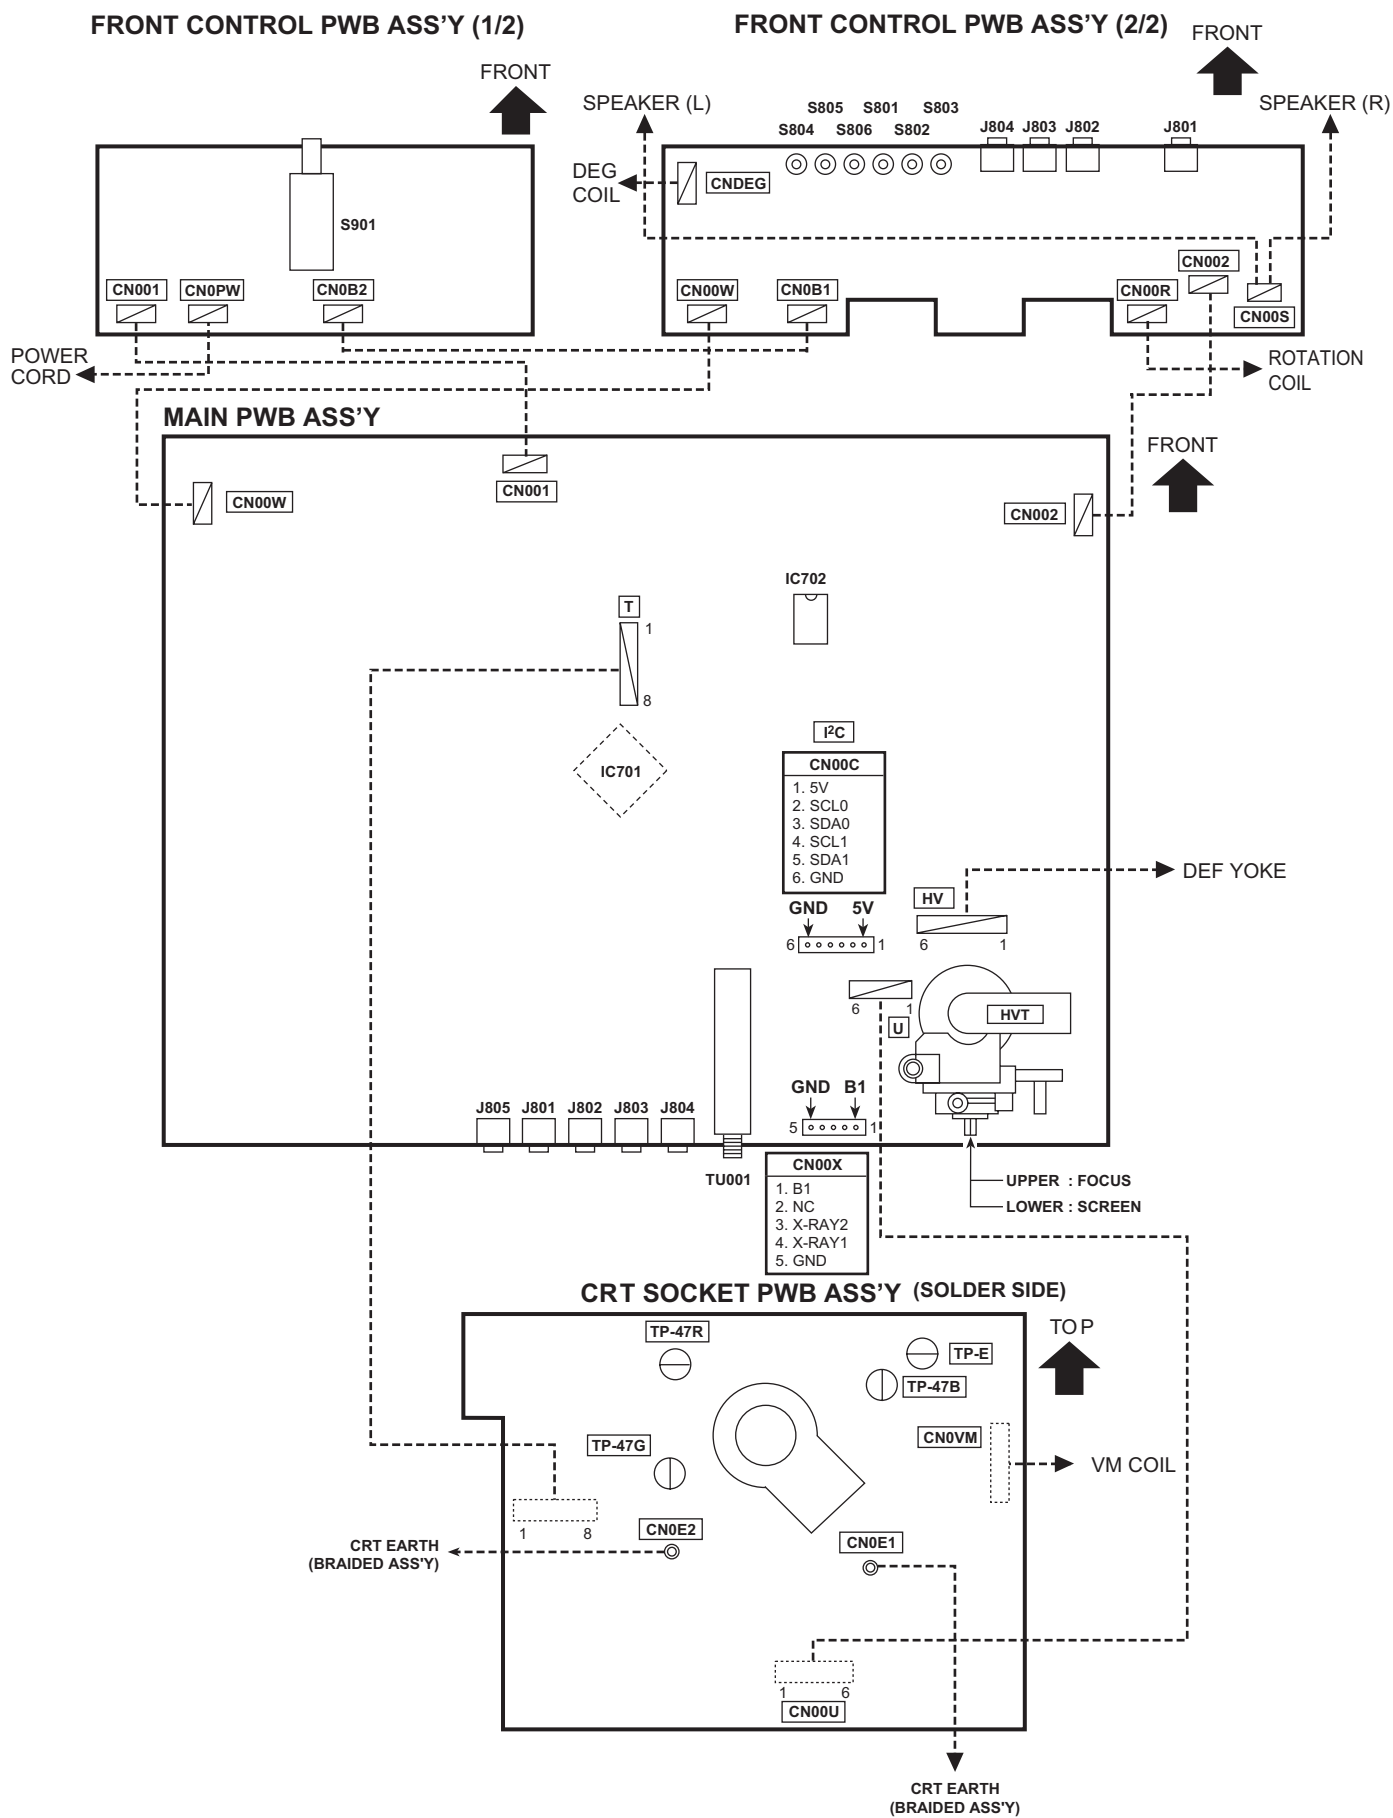 FRONT CONTROL PWB ASS'Y (1/2)
FRONT CONTROL PWB ASS'Y (2/2)
FRONT
FRONT
SPEAKER (L)
SPEAKER (R)
S805 S801 S803
S804 S806 S802
J804 J803 J802
J801
DEG
COIL
CNDEG
S901
CN001
CN0PW
CN0B2
CN00W
CN0B1
CN00R
CN002
CN00S
POWER
CORD
ROTATION
COIL
MAIN PWB ASS'Y
FRONT
CN00W
CN001
CN002
IC702
T
1
8
IC701
I²C
CN00C
1. 5V
2. SCL0
3. SDA0
4. SCL1
5. SDA1
6. GND
DEF YOKE
HV
6 1
GND 5V
6 1
6 1
U
HVT
GND B1
5 1
J805 J801 J802 J803 J804
TU001
CN00X
1. B1
2. NC
3. X-RAY2
4. X-RAY1
5. GND
UPPER : FOCUS
LOWER : SCREEN
CRT SOCKET PWB ASS'Y (SOLDER SIDE)
TOP
TP-47R
TP-E
TP-47B
CN0VM
VM COIL
TP-47G
1 8
CN0E2
CN0E1
CRT EARTH
(BRAIDED ASS'Y)
1 6
CN00U
CRT EARTH
(BRAIDED ASS'Y)